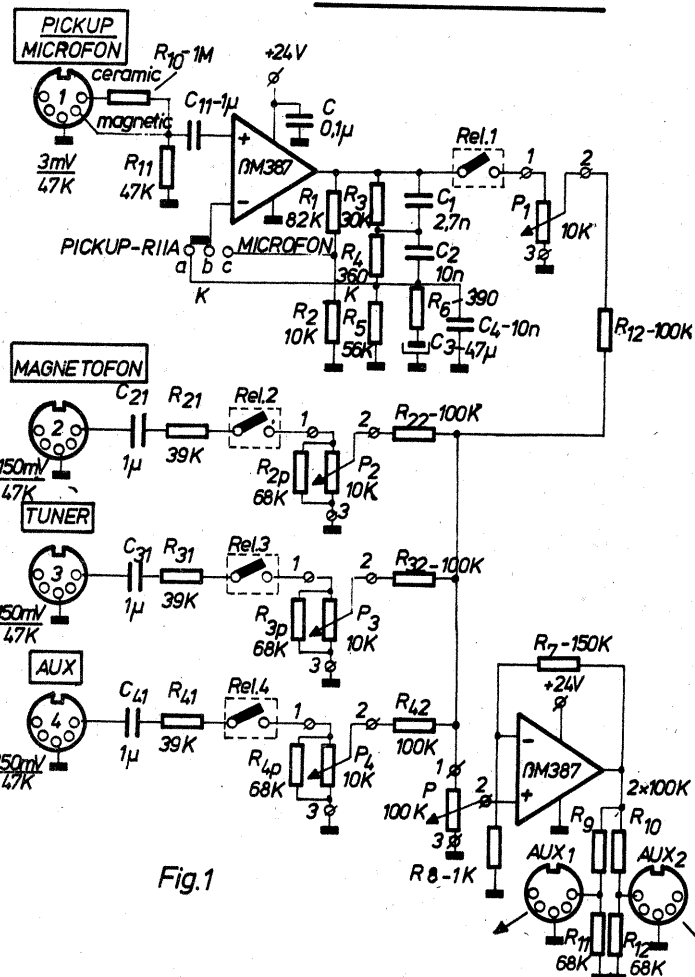 PICKUP
MICROFON
R10-1M
ceramic
1
magnetic
3mV
47K
R11
47K
C11-1µ
+24V
C
0,1µ
βM387
+
−
PICKUP-RIIA
a b c
MICROFON
K
R1
82K
R3
30K
R4
360
K
R2
10K
R5
56K
C1
2,7n
C2
10n
R6 390
C3-47µ
C4-10n
Rel.1
1
2
P1
10K
3
R12-100K
MAGNETOFON
2
150mV
47K
C21
1µ
R21
39K
Rel.2
1
2
R2p
68K
P2
10K
3
R22-100K
TUNER
3
150mV
47K
C31
1µ
R31
39K
Rel.3
1
2
R3p
68K
P3
10K
3
R32-100K
AUX
4
250mV
47K
C41
1µ
R41
39K
Rel.4
1
2
R4p
68K
P4
10K
3
R42
100K
1
P
100K
2
3
R7-150K
+24V
−
βM387
+
R8-1K
2×100K
R9
R10
AUX1
AUX2
R11
68K
R12
68K
Fig.1